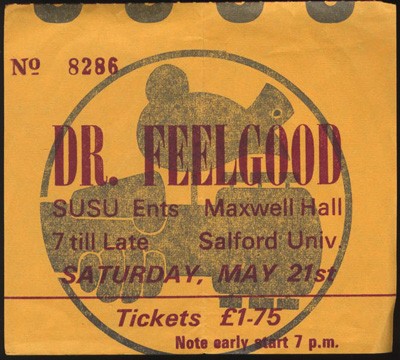 Nº 8286
DR. FEELGOOD
SUSU Ents Maxwell Hall
7 till Late Salford Univ.
SATURDAY, MAY 21st
Tickets £1-75
Note early start 7 p.m.